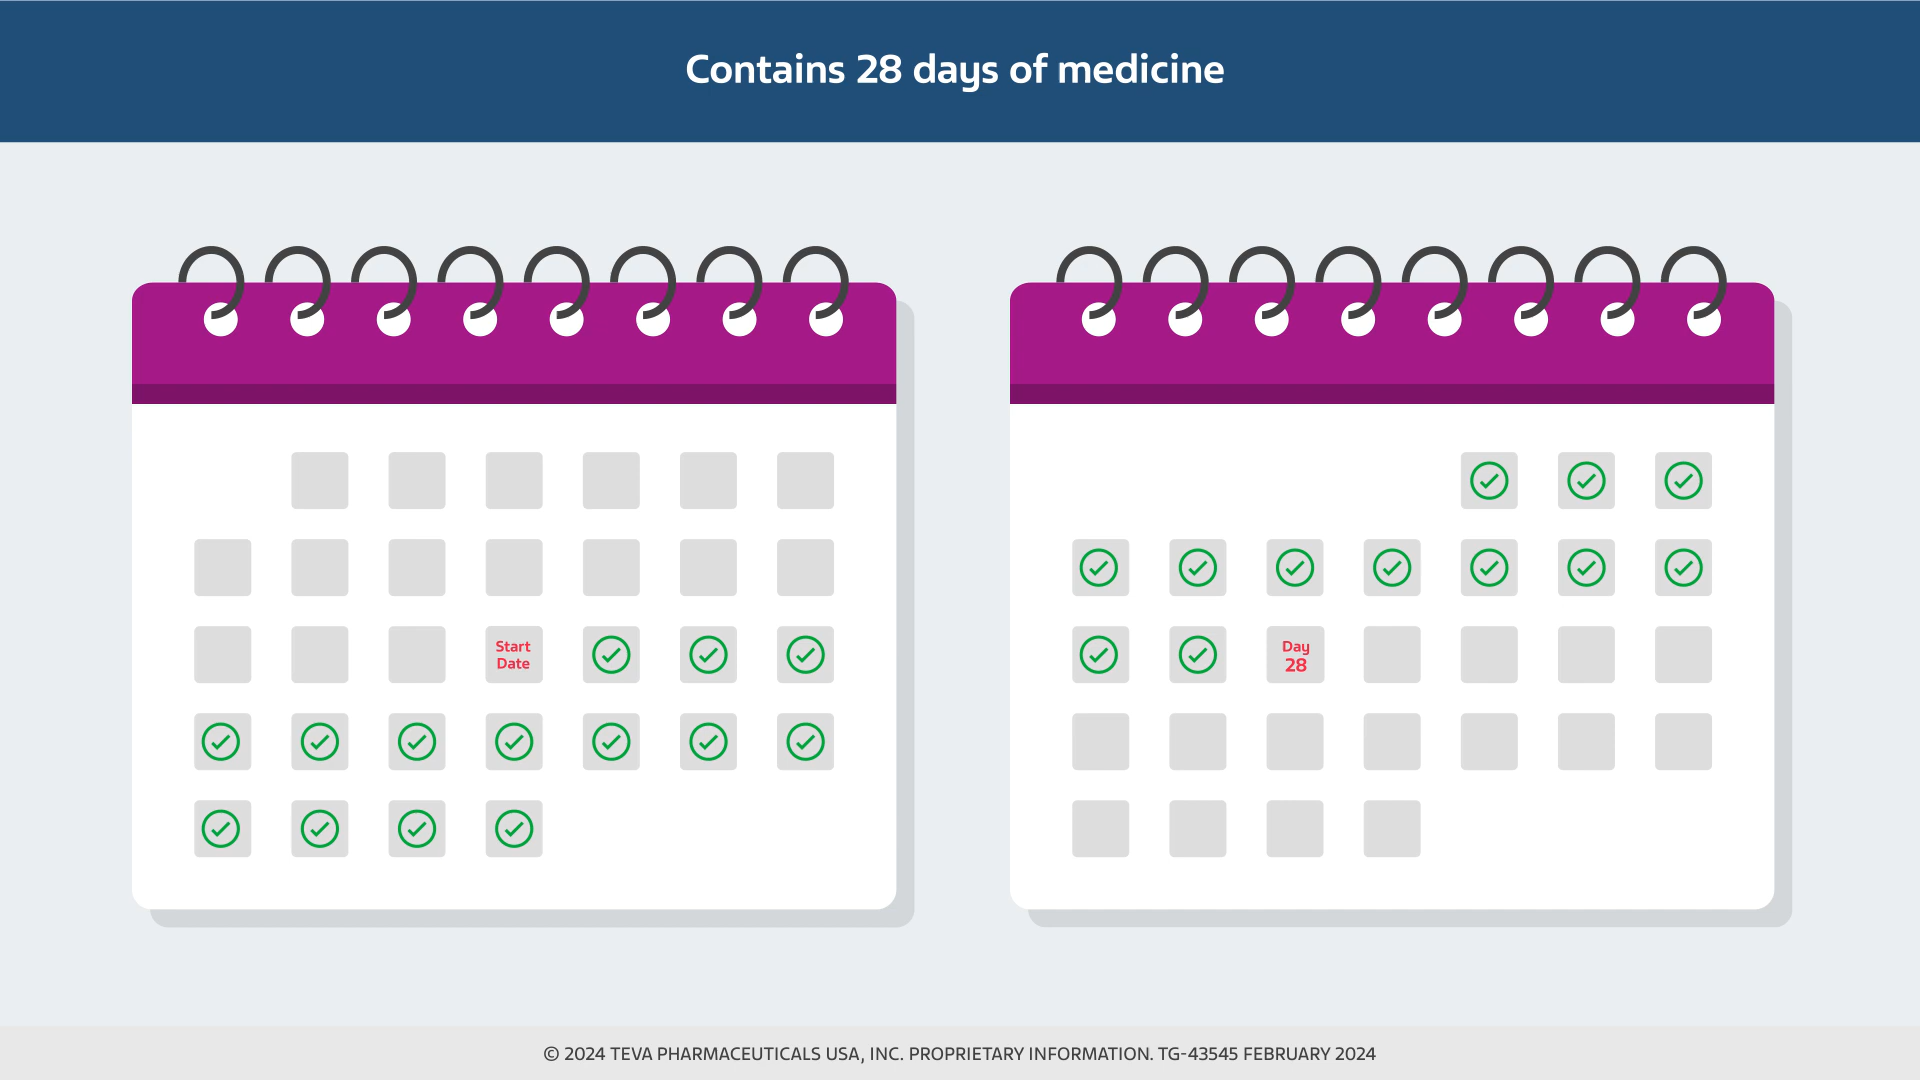 Contains 28 days of medicine
Start
Date
Day
28
© 2024 TEVA PHARMACEUTICALS USA, INC. PROPRIETARY INFORMATION. TG-43545 FEBRUARY 2024